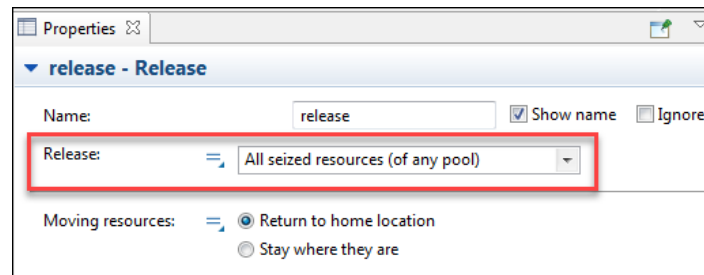 Properties
release - Release
Name: release Show name Ignore
Release: All seized resources (of any pool)
Moving resources: Return to home location
Stay where they are